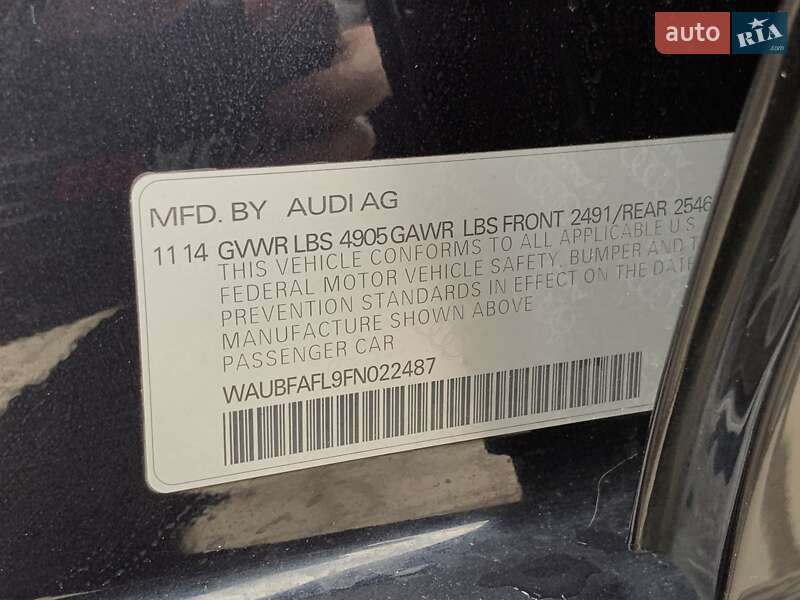 auto RIA
.com
MFD. BY AUDI AG
11 14 GVWR LBS 4905 GAWR LBS FRONT 2491/REAR 2546
THIS VEHICLE CONFORMS TO ALL APPLICABLE U S
FEDERAL MOTOR VEHICLE SAFETY, BUMPER AND T
PREVENTION STANDARDS IN EFFECT ON THE DATE
MANUFACTURE SHOWN ABOVE
PASSENGER CAR
WAUBFAFL9FN022487